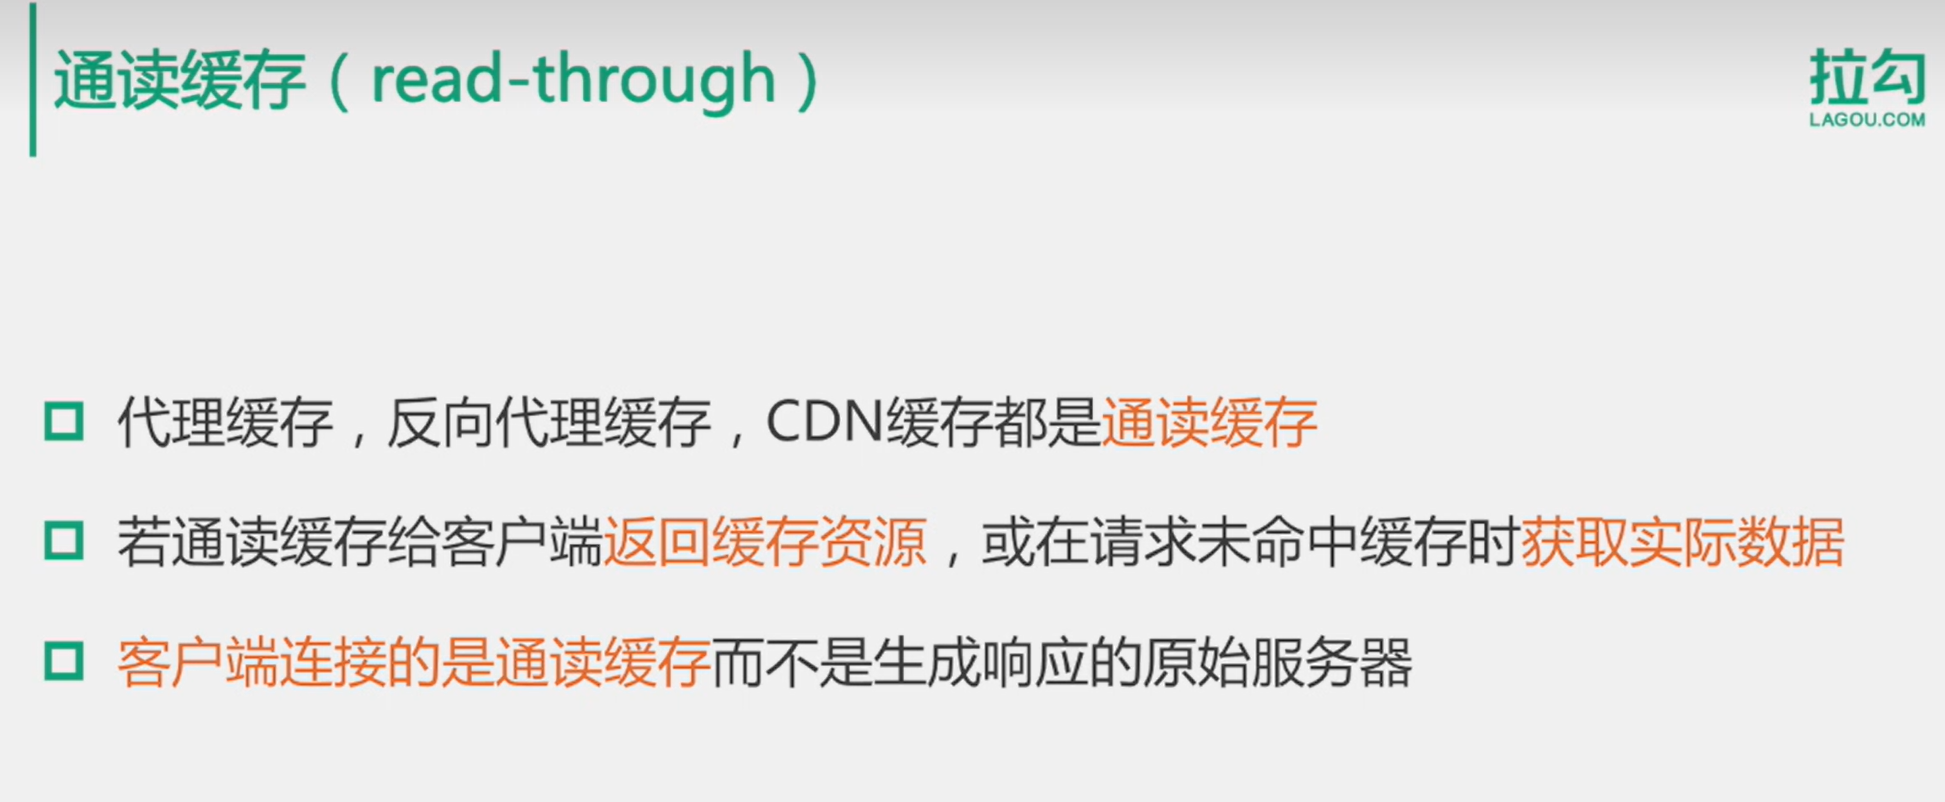 通读缓存（read-through）
拉勾
LAGOU.COM
代理缓存，反向代理缓存，CDN缓存都是通读缓存
若通读缓存给客户端返回缓存资源，或在请求未命中缓存时获取实际数据
客户端连接的是通读缓存而不是生成响应的原始服务器